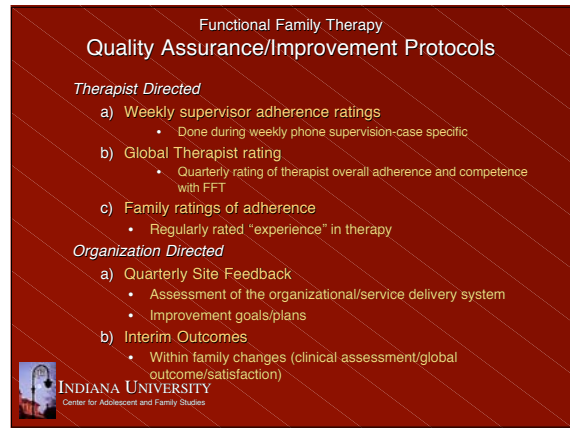 Functional Family Therapy
Quality Assurance/Improvement Protocols
Therapist Directed
a) Weekly supervisor adherence ratings
• Done during weekly phone supervision-case specific
b) Global Therapist rating
• Quarterly rating of therapist overall adherence and competence
with FFT
c) Family ratings of adherence
• Regularly rated “experience” in therapy
Organization Directed
a) Quarterly Site Feedback
• Assessment of the organizational/service delivery system
• Improvement goals/plans
b) Interim Outcomes
• Within family changes (clinical assessment/global
outcome/satisfaction)
INDIANA UNIVERSITY
Center for Adolescent and Family Studies